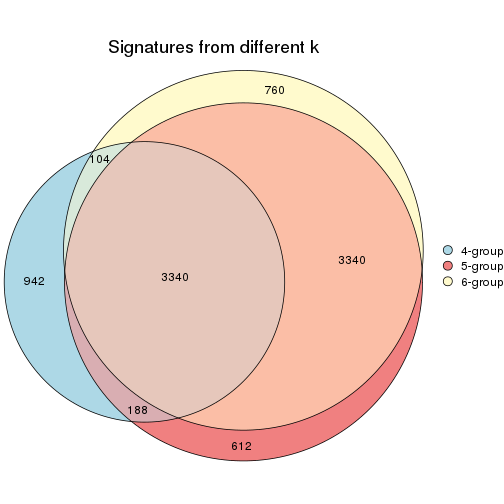 Signatures from different k
760
104
942
3340
3340
188
612
4-group
5-group
6-group